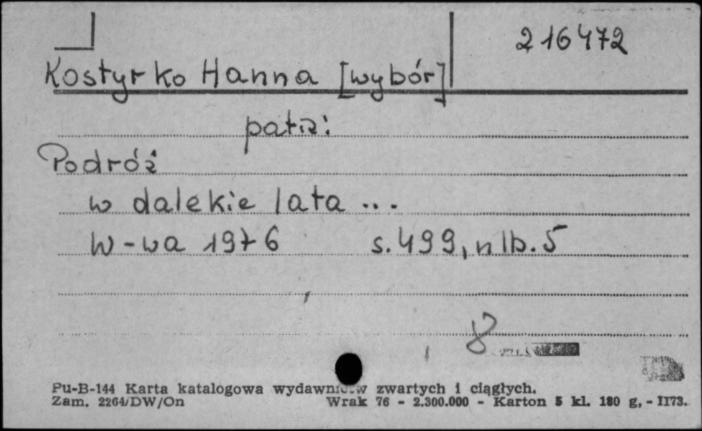 216472
Kostyrko Hanna [wybór]
patrz:
Podróż
w dalekie lata ...
W-wa 1976 s. 499, nlb. 5
8
Pu-B-144 Karta katalogowa wydawnictw zwartych i ciągłych.
Zam. 2264/DW/On Wrak 76 - 2.300.000 - Karton 5 kl. 180 g, - II73.